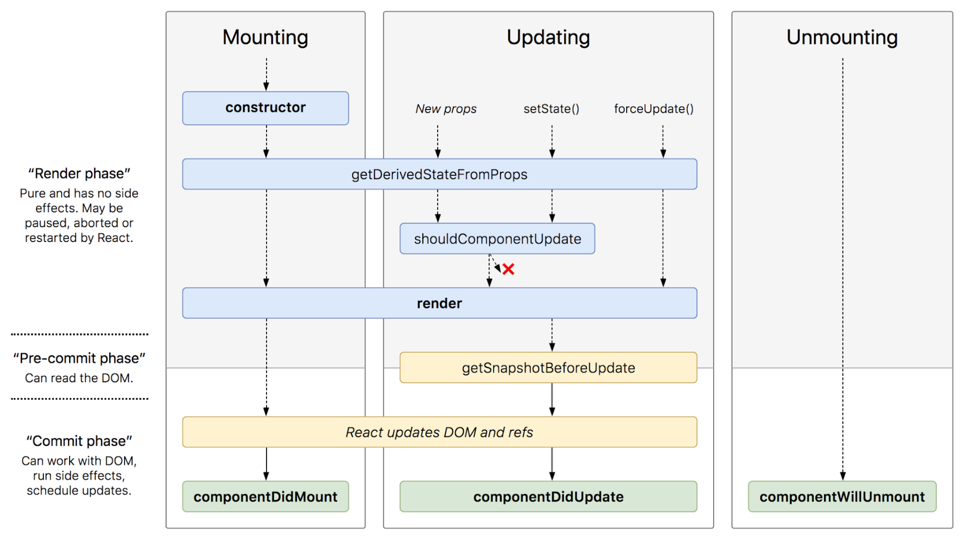 Mounting
Updating
Unmounting
constructor
New props
setState()
forceUpdate()
“Render phase”
Pure and has no side
effects. May be
paused, aborted or
restarted by React.
getDerivedStateFromProps
shouldComponentUpdate
render
“Pre-commit phase”
Can read the DOM.
getSnapshotBeforeUpdate
“Commit phase”
Can work with DOM,
run side effects,
schedule updates.
React updates DOM and refs
componentDidMount
componentDidUpdate
componentWillUnmount